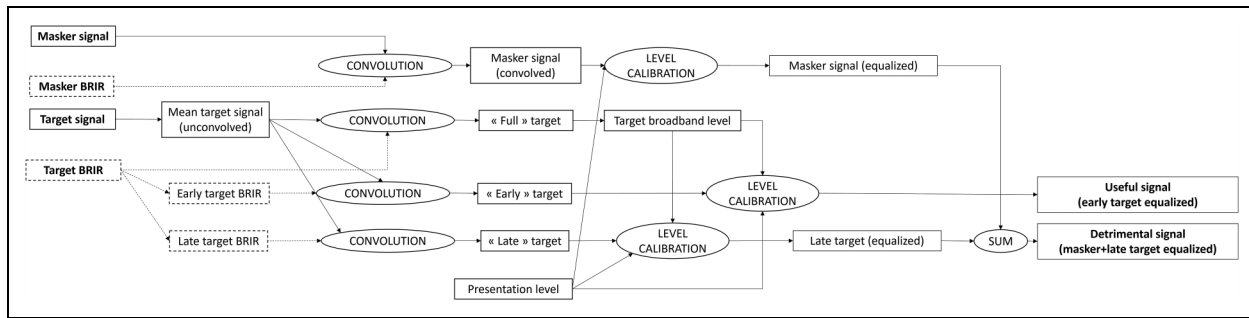 Masker signal
CONVOLUTION
Masker signal
(convolved)
LEVEL
CALIBRATION
Masker signal (equalized)
Masker BRIR
Target signal
Mean target signal
(unconvolved)
CONVOLUTION
« Full » target
Target broadband level
Target BRIR
Early target BRIR
CONVOLUTION
« Early » target
LEVEL
CALIBRATION
Useful signal
(early target equalized)
Late target BRIR
CONVOLUTION
« Late » target
LEVEL
CALIBRATION
Late target (equalized)
SUM
Detrimental signal
(masker+late target equalized)
Presentation level